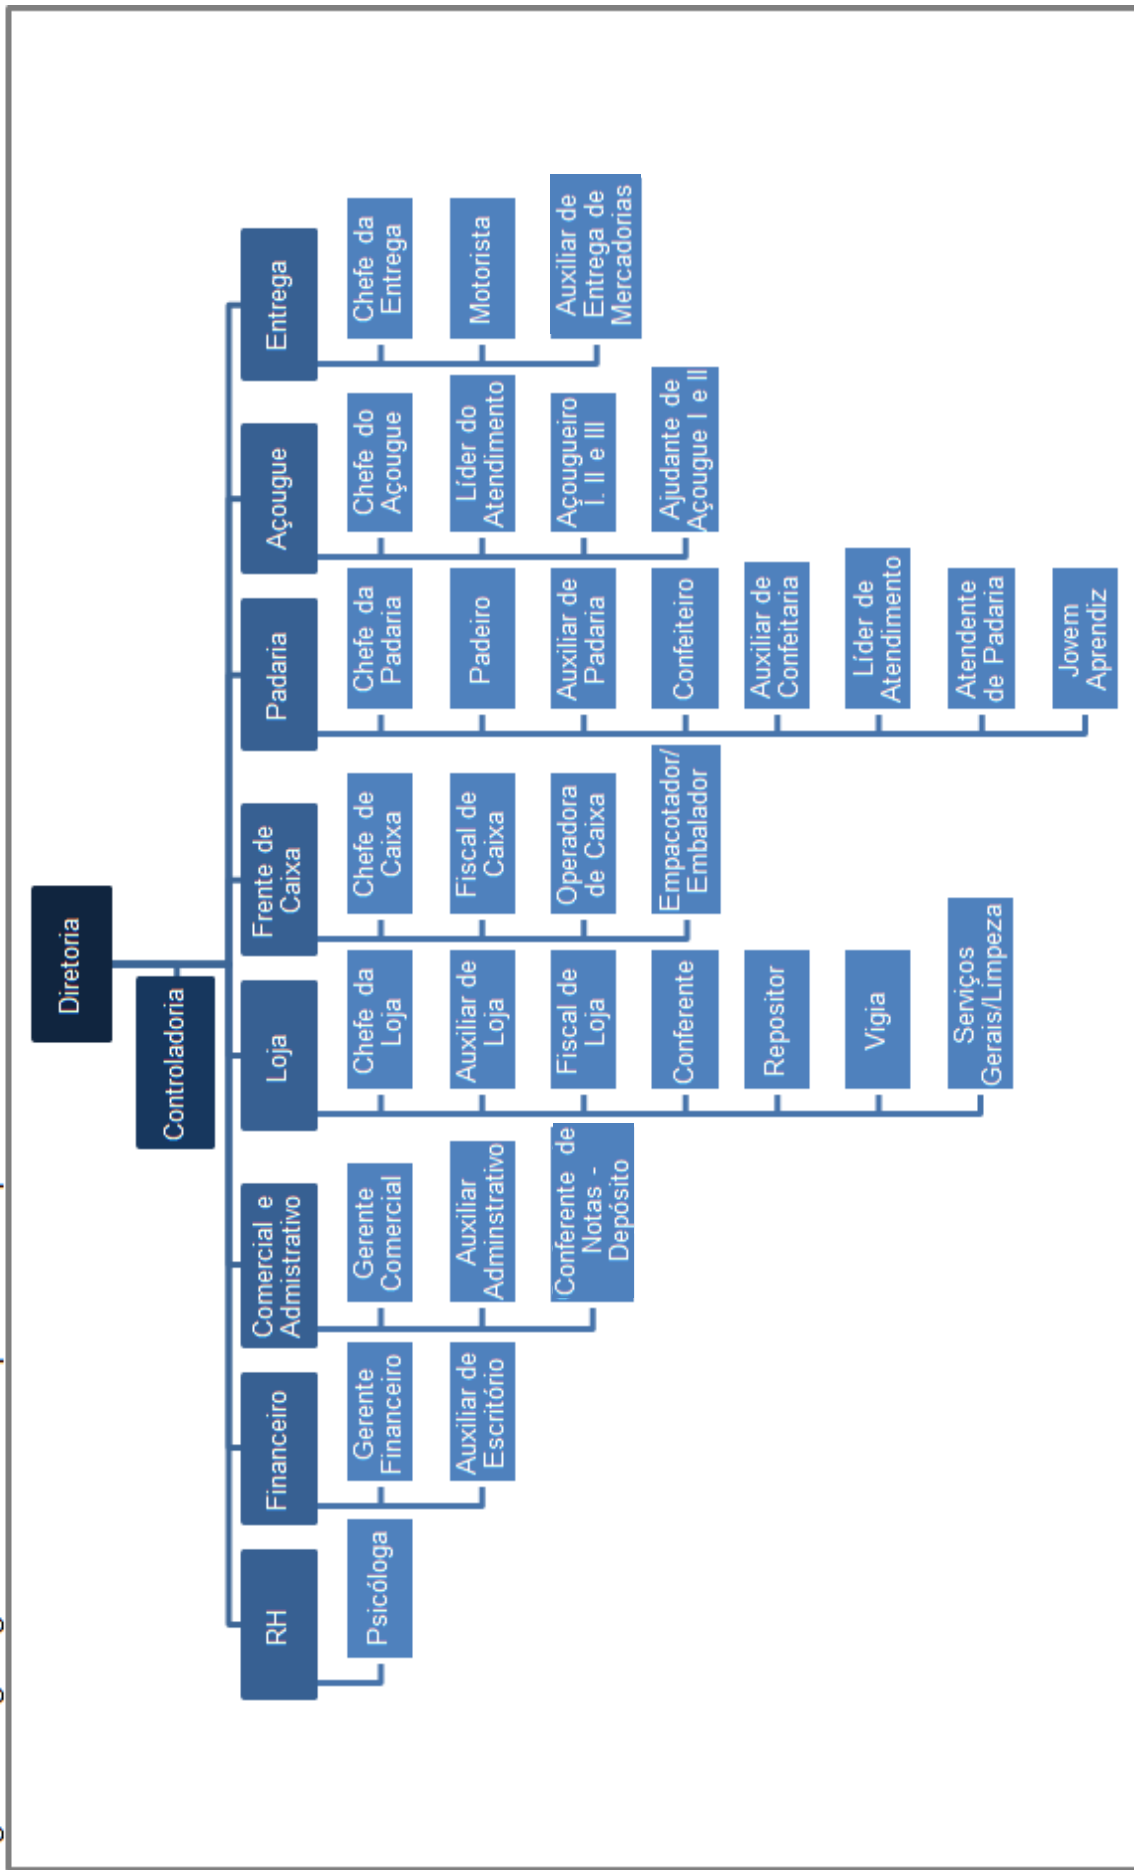 Diretoria
Controladoria
RH
Psicóloga
Financeiro
Gerente
Financeiro
Auxiliar de
Escritório
Comercial e
Admistrativo
Gerente
Comercial
Auxiliar
Adminstrativo
Conferente de
Notas -
Depósito
Loja
Chefe da
Loja
Auxiliar de
Loja
Fiscal de
Loja
Conferente
Repositor
Vigia
Serviços
Gerais/Limpeza
Frente de
Caixa
Chefe de
Caixa
Fiscal de
Caixa
Operadora
de Caixa
Empacotador/
Embalador
Padaria
Chefe da
Padaria
Padeiro
Auxiliar de
Padaria
Confeiteiro
Auxiliar de
Confeitaria
Líder de
Atendimento
Atendente
de Padaria
Jovem
Aprendiz
Açougue
Chefe do
Açougue
Líder do
Atendimento
Açougueiro
I. II e III
Ajudante de
Açougue I e II
Entrega
Chefe da
Entrega
Motorista
Auxiliar de
Entrega de
Mercadorias